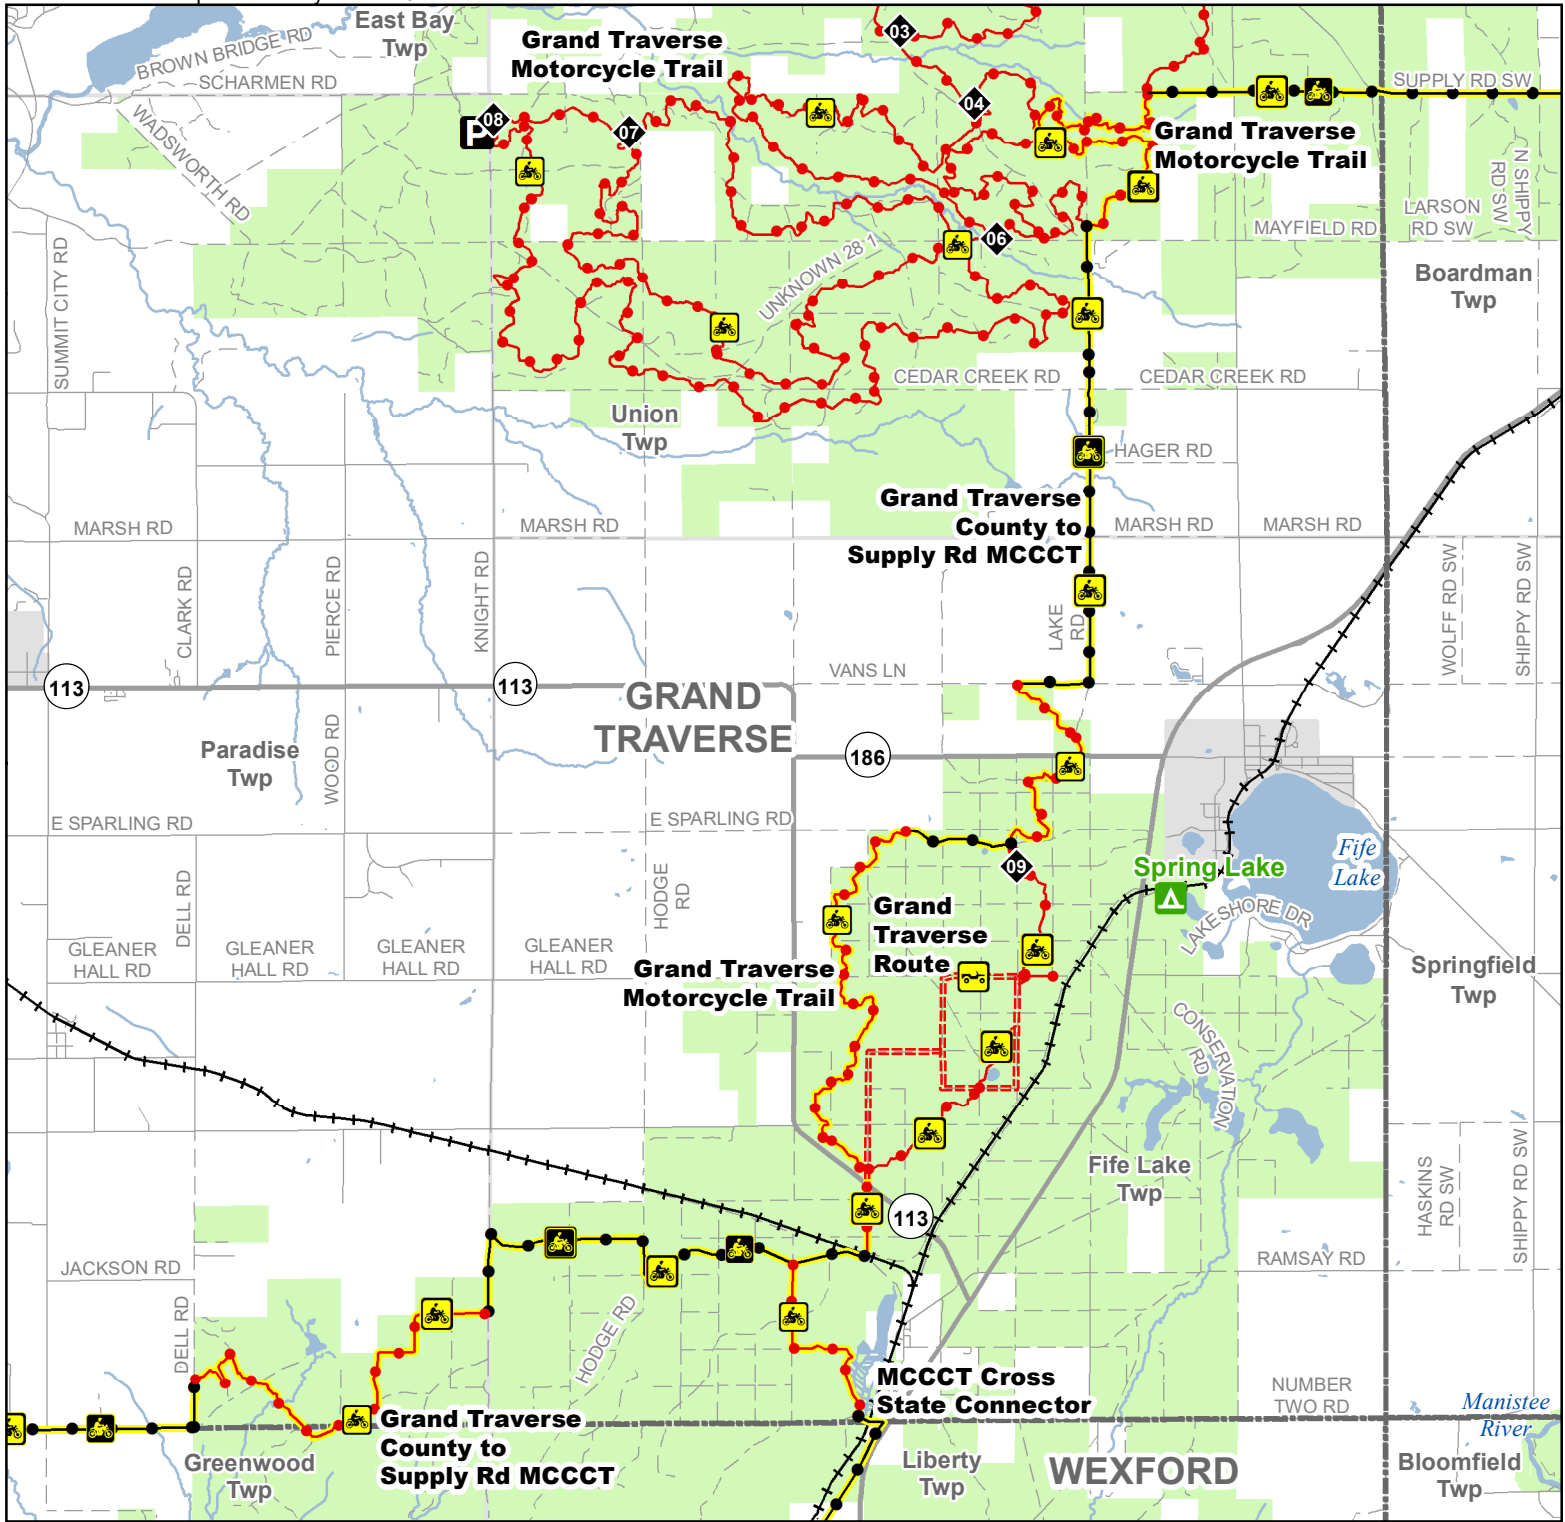 East Bay
Twp
BROWN BRIDGE RD
SCHARMEN RD
WADSWORTH RD
Grand Traverse
Motorcycle Trail
03
04
08
P
07
SUPPLY RD SW
Grand Traverse
Motorcycle Trail
N SHIPPY
RD SW
LARSON
RD SW
MAYFIELD RD
06
UNKNOWN 28 1
SUMMIT CITY RD
Boardman
Twp
CEDAR CREEK RD
CEDAR CREEK RD
Union
Twp
HAGER RD
Grand Traverse
County to
Supply Rd MCCCT
MARSH RD
MARSH RD
MARSH RD
MARSH RD
CLARK RD
PIERCE RD
KNIGHT RD
LAKE
RD
WOLFF RD SW
SHIPPY RD SW
VANS LN
113
113
GRAND
TRAVERSE
186
Paradise
Twp
WOOD RD
E SPARLING RD
E SPARLING RD
Fife
Lake
09
Spring Lake
DELL RD
HODGE
RD
LAKESHORE DR
Grand
Traverse
Route
GLEANER
HALL RD
GLEANER
HALL RD
GLEANER
HALL RD
GLEANER
HALL RD
Grand Traverse
Motorcycle Trail
Springfield
Twp
CONSERVATION
RD
Fife Lake
Twp
HASKINS
RD SW
SHIPPY RD SW
113
JACKSON RD
RAMSAY RD
DELL RD
HODGE RD
MCCCT Cross
State Connector
NUMBER
TWO RD
Manistee
River
Grand Traverse
County to
Supply Rd MCCCT
Greenwood
Twp
Liberty
Twp
WEXFORD
Bloomfield
Twp